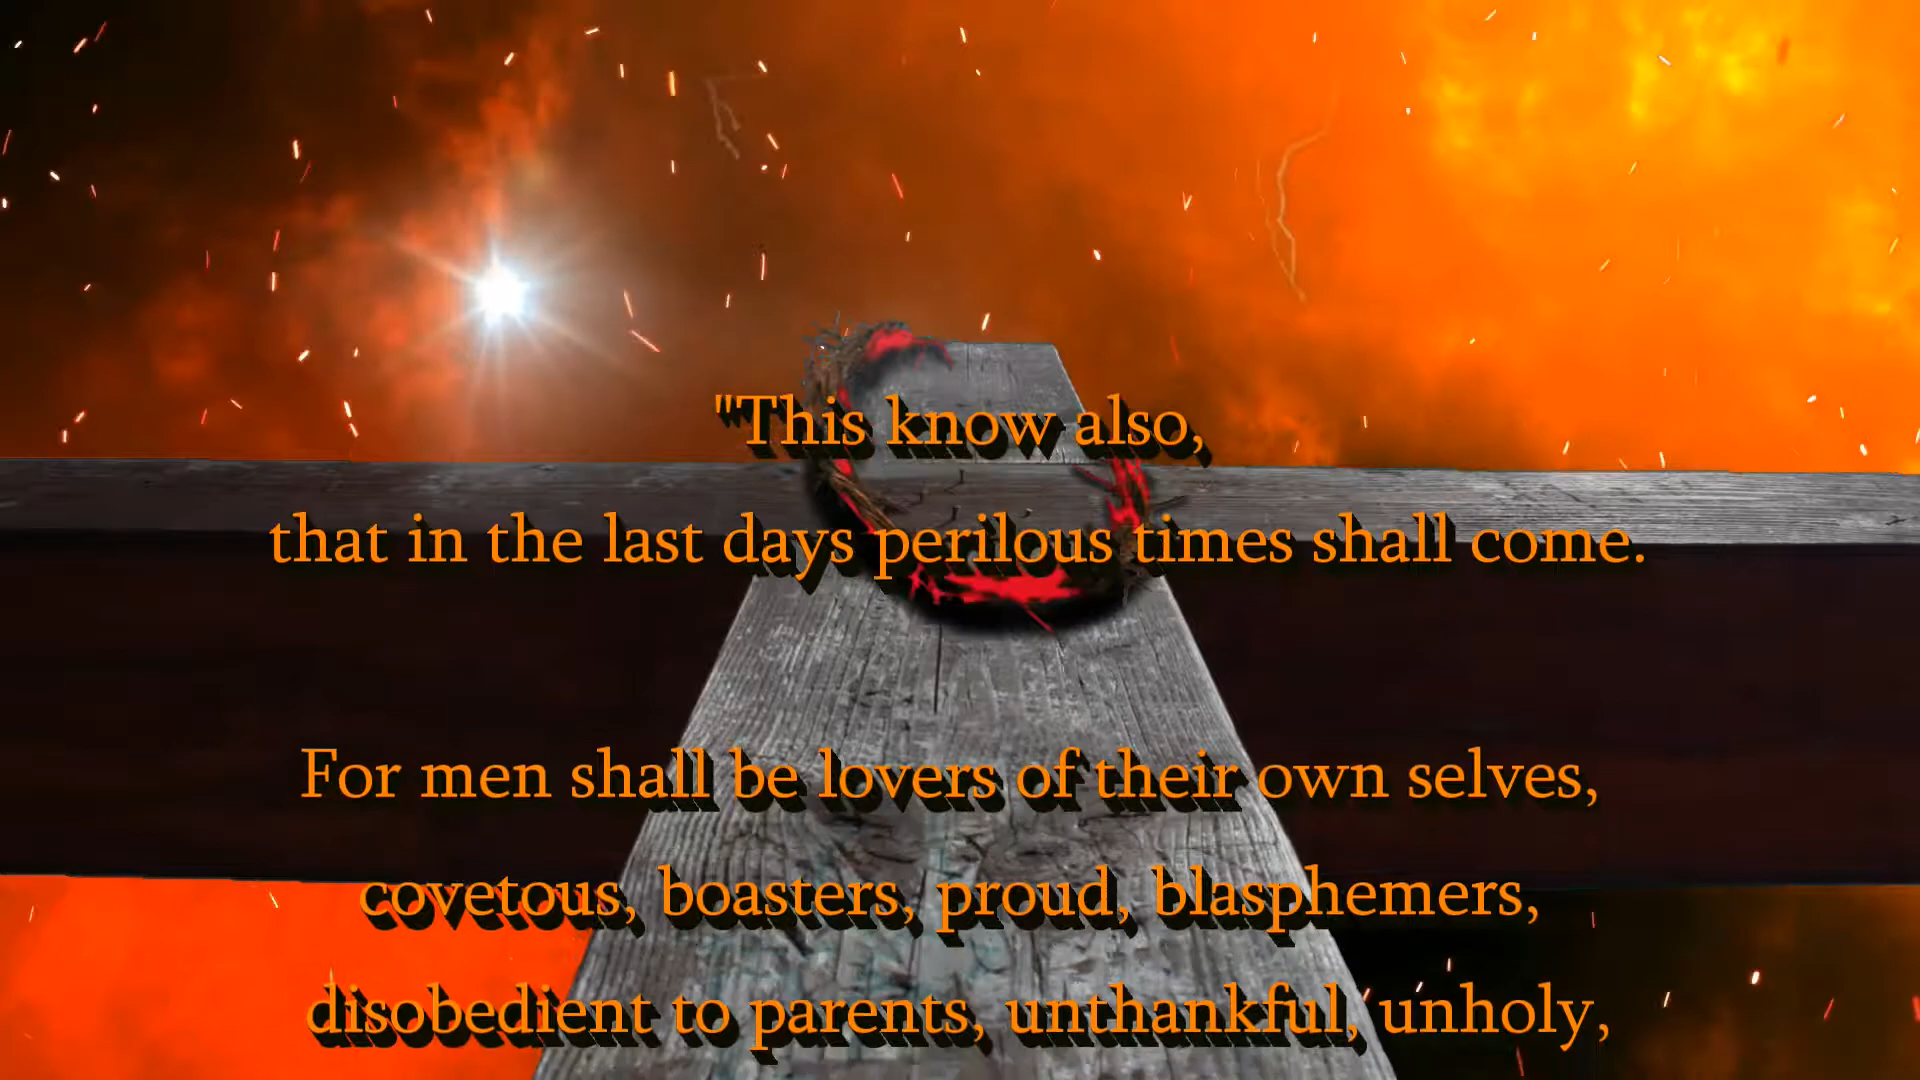 "This know also,
that in the last days perilous times shall come.
For men shall be lovers of their own selves,
covetous, boasters, proud, blasphemers,
disobedient to parents, unthankful, unholy,